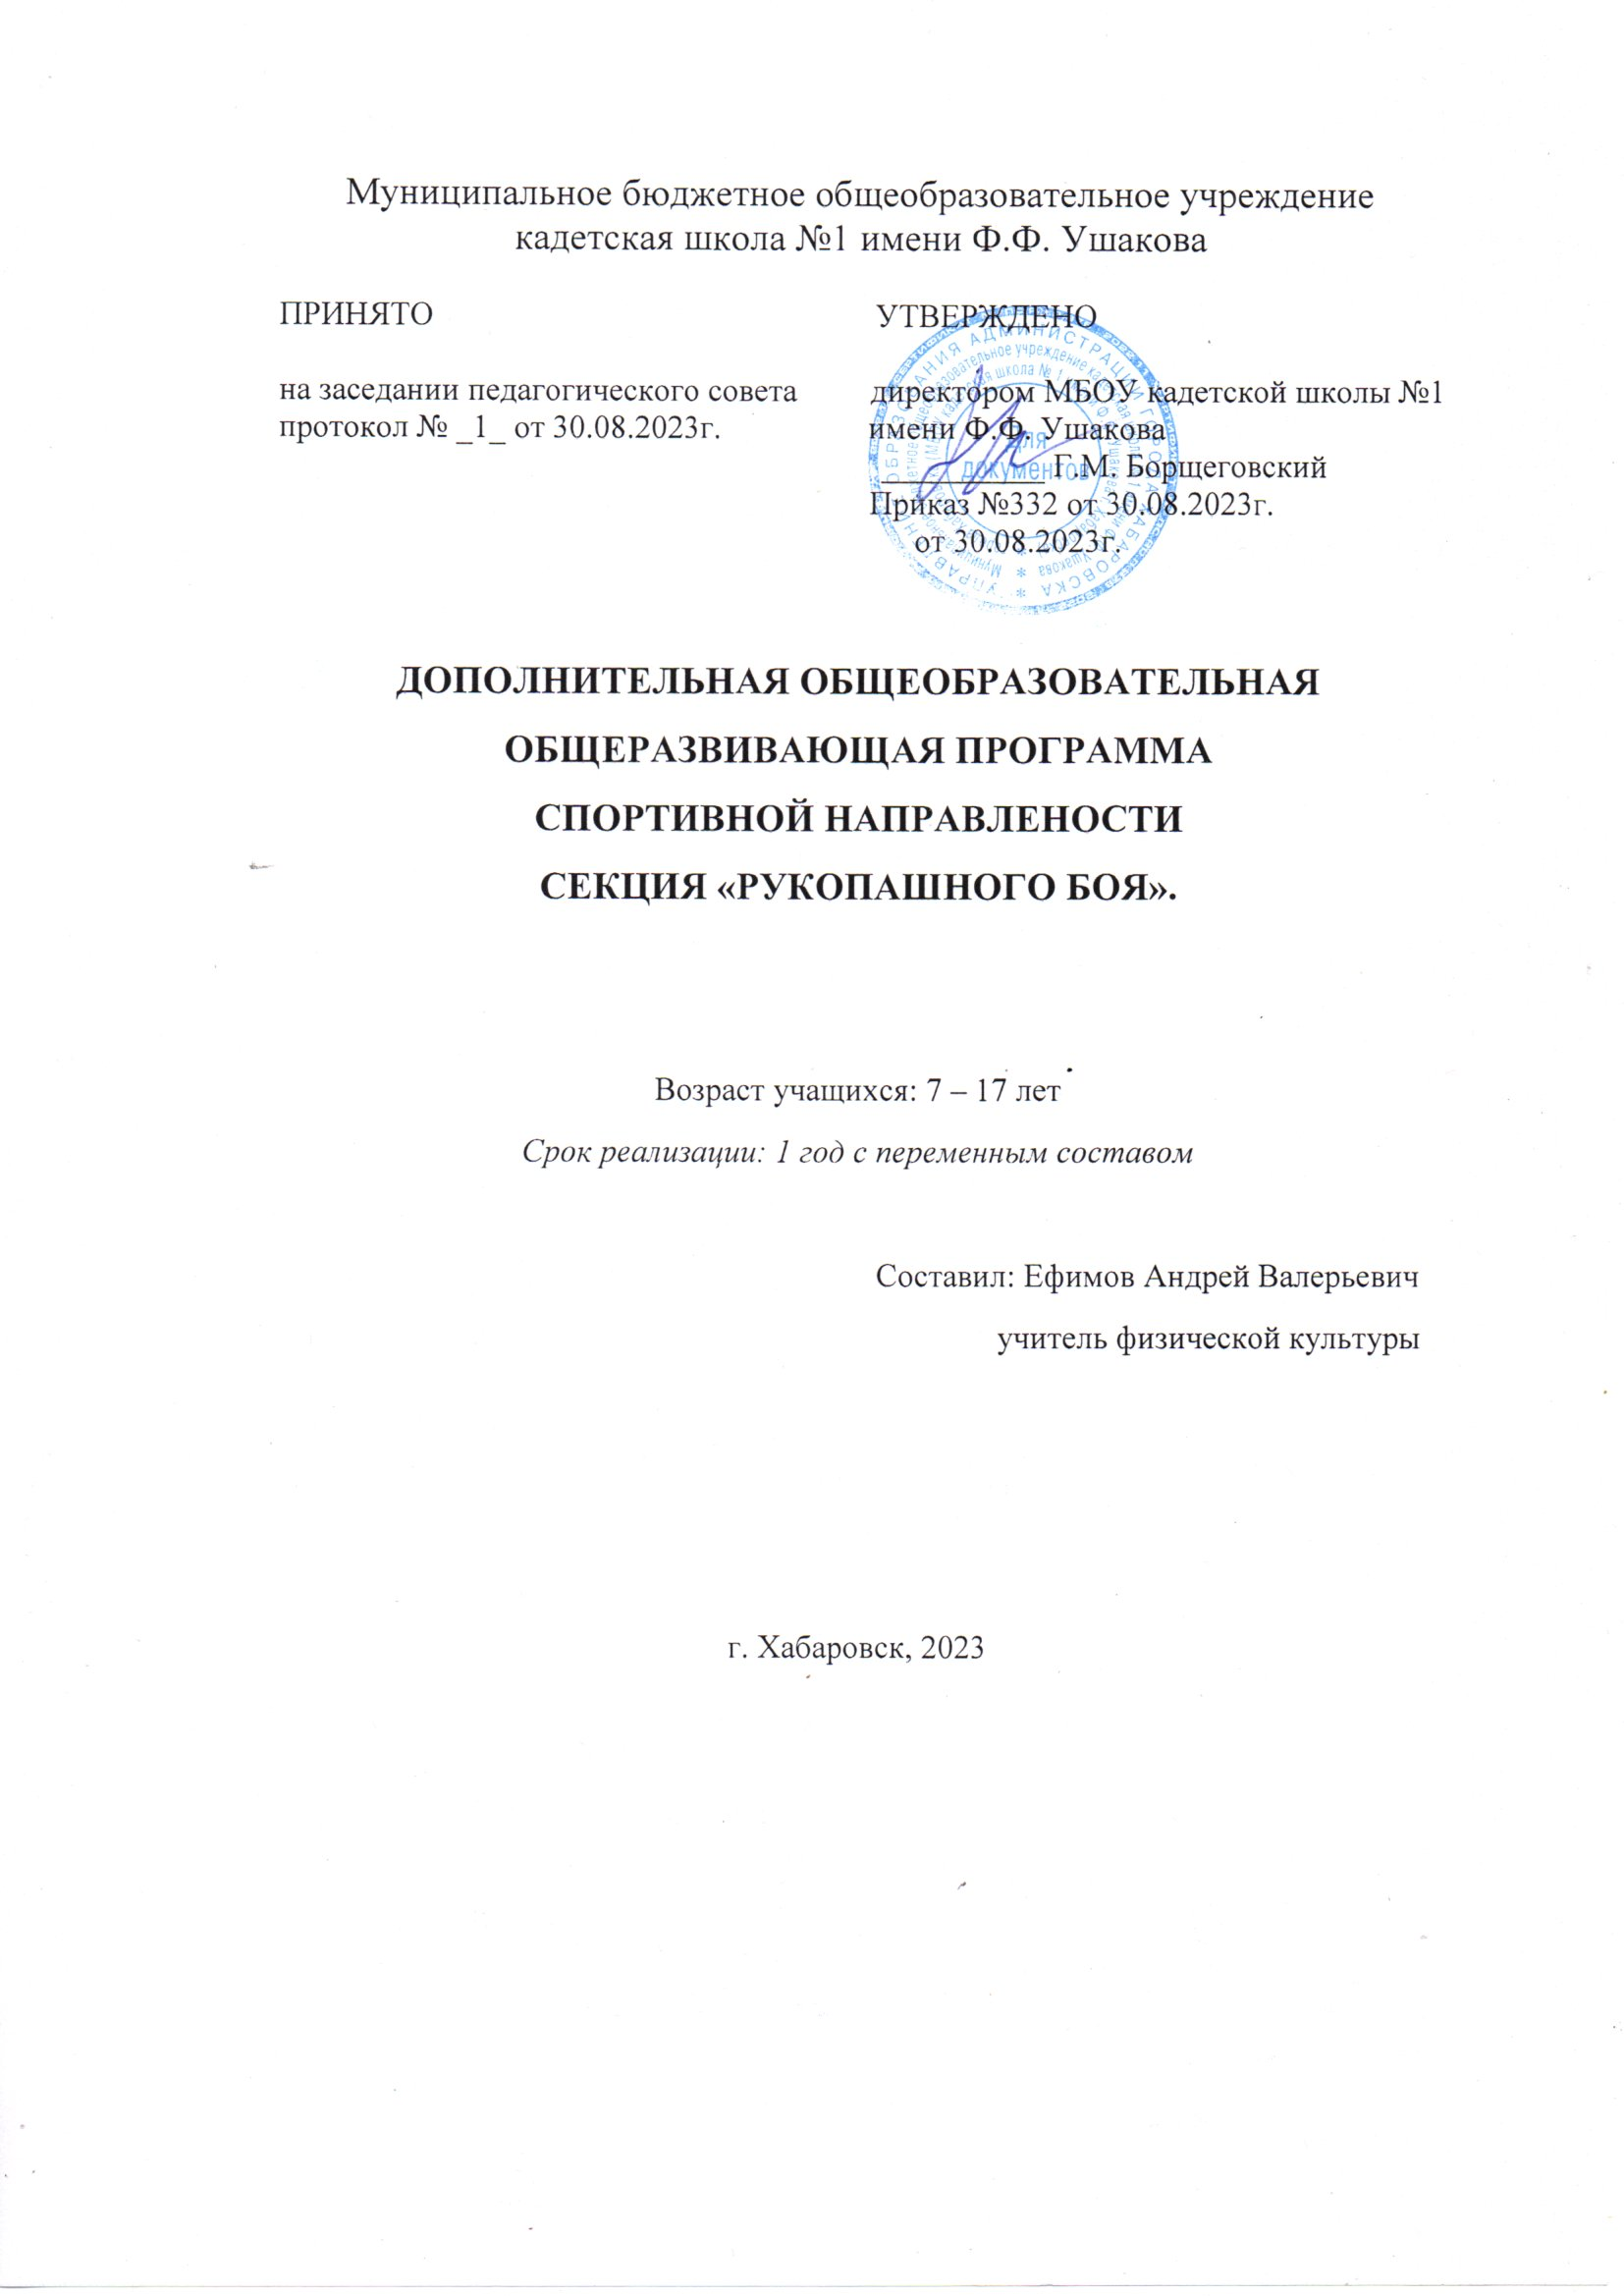 Муниципальное бюджетное общеобразовательное учреждение
кадетская школа №1 имени Ф.Ф. Ушакова
ПРИНЯТО
на заседании педагогического совета
протокол № _1_ от 30.08.2023г.
УТВЕРЖДЕНО
директором МБОУ кадетской школы №1
имени Ф.Ф. Ушакова
___________ Г.М. Борщеговский
Приказ №332 от 30.08.2023г.
от 30.08.2023г.
Для
документов
ДОПОЛНИТЕЛЬНАЯ ОБЩЕОБРАЗОВАТЕЛЬНАЯ
ОБЩЕРАЗВИВАЮЩАЯ ПРОГРАММА
СПОРТИВНОЙ НАПРАВЛЕНОСТИ
СЕКЦИЯ «РУКОПАШНОГО БОЯ».
Возраст учащихся: 7 – 17 лет
Срок реализации: 1 год с переменным составом
Составил: Ефимов Андрей Валерьевич
учитель физической культуры
г. Хабаровск, 2023